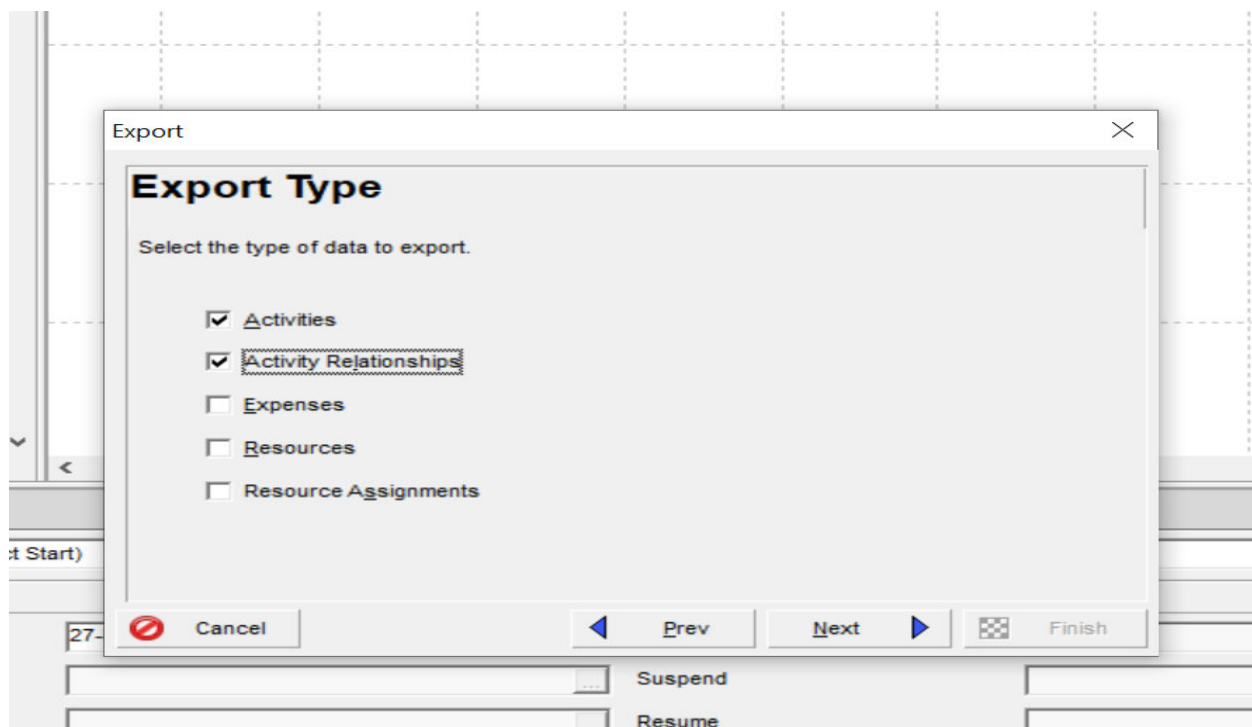 Export
Export Type
Select the type of data to export.
Activities
Activity Relationships
Expenses
Resources
Resource Assignments
ct Start)
27-
Cancel
Prev
Next
Finish
...
Suspend
Resume